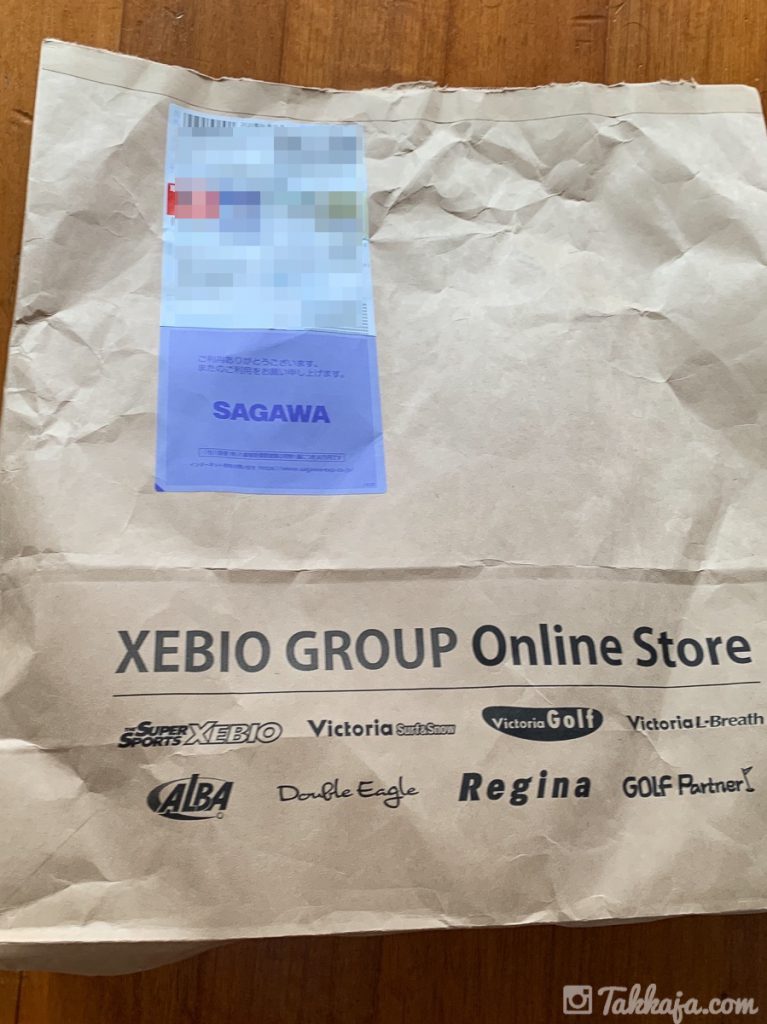 ご利用ありがとうございます。
またのご利用をお願い申し上げます。
SAGAWA
XEBIO GROUP Online Store
THE SUPER SPORTS XEBIO
Victoria Surf&Snow
Victoria Golf
Victoria L-Breath
ALBA
Double Eagle
Regina
GOLF Partner
Takkaja.com